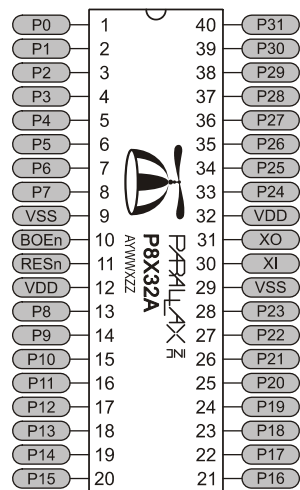 P0 1 40 P31
P1 2 39 P30
P2 3 38 P29
P3 4 37 P28
P4 5 36 P27
P5 6 35 P26
P6 7 34 P25
P7 8 33 P24
VSS 9 32 VDD
BOEn 10 31 XO
RESn 11 30 XI
VDD 12 29 VSS
P8 13 28 P23
P9 14 27 P22
P10 15 26 P21
P11 16 25 P20
P12 17 24 P19
P13 18 23 P18
P14 19 22 P17
P15 20 21 P16
PARALLAX INC
P8X32A
AYWWXZZ